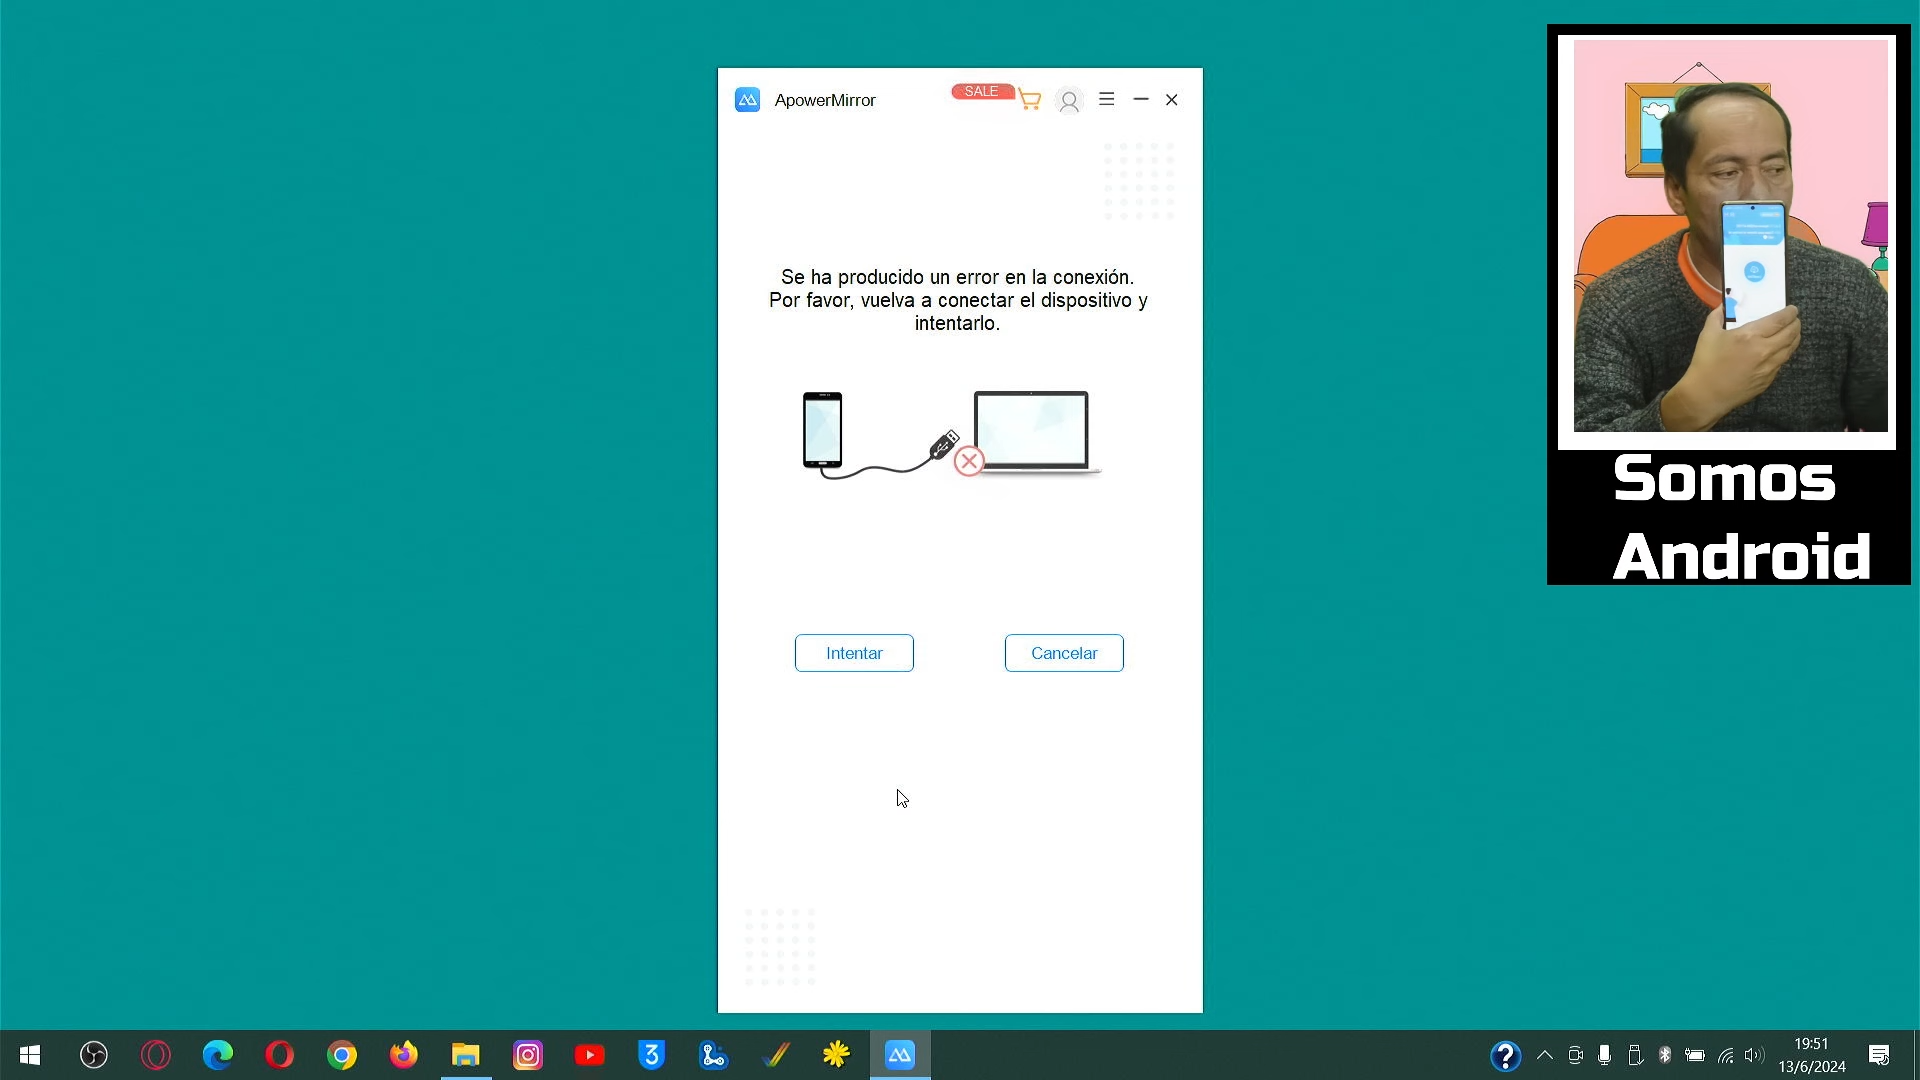 ApowerMirror
SALE
Se ha producido un error en la conexión.
Por favor, vuelva a conectar el dispositivo y
intentarlo.
Intentar
Cancelar
Somos
Android
19:51
13/6/2024